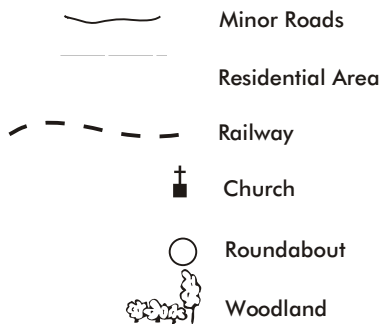 Minor Roads
Residential Area
Railway
Church
Roundabout
Woodland